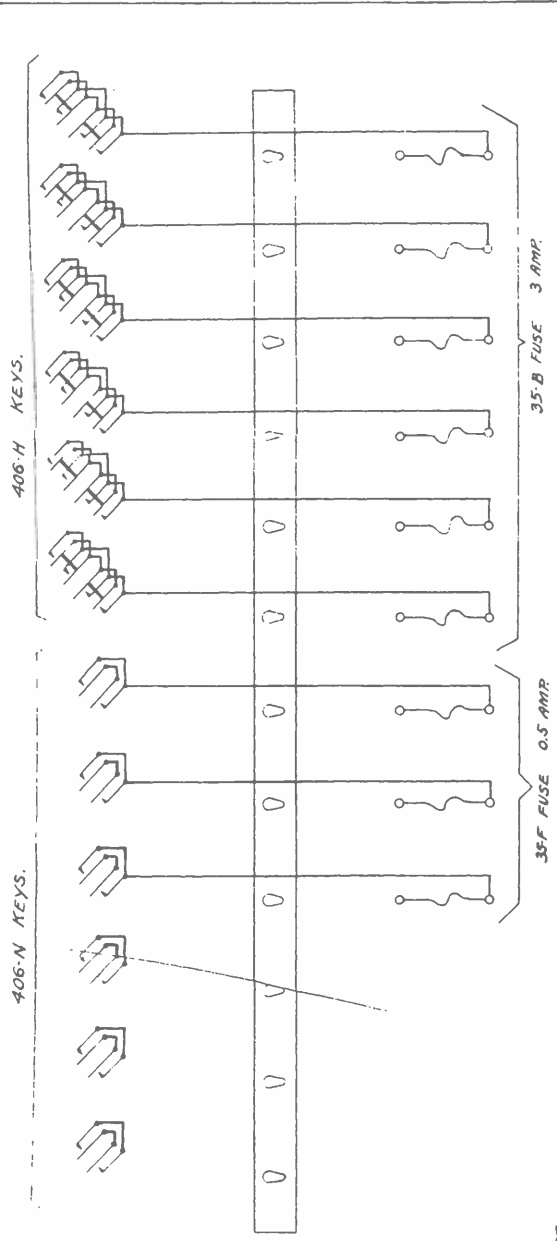 406-N KEYS.
406-H KEYS.
35-F FUSE 0.5 AMP.
35-B FUSE 3 AMP.